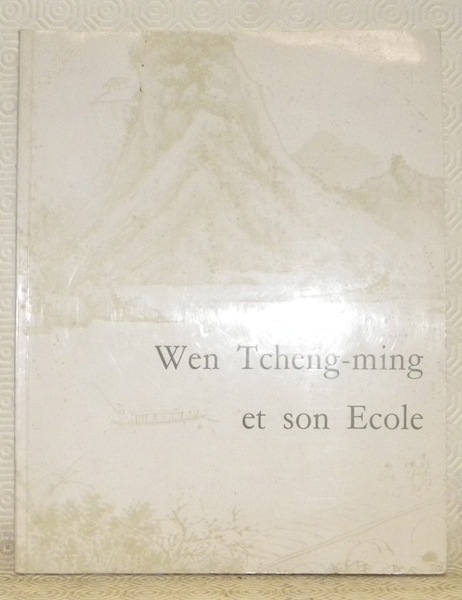 Wen Tcheng-ming
et son Ecole